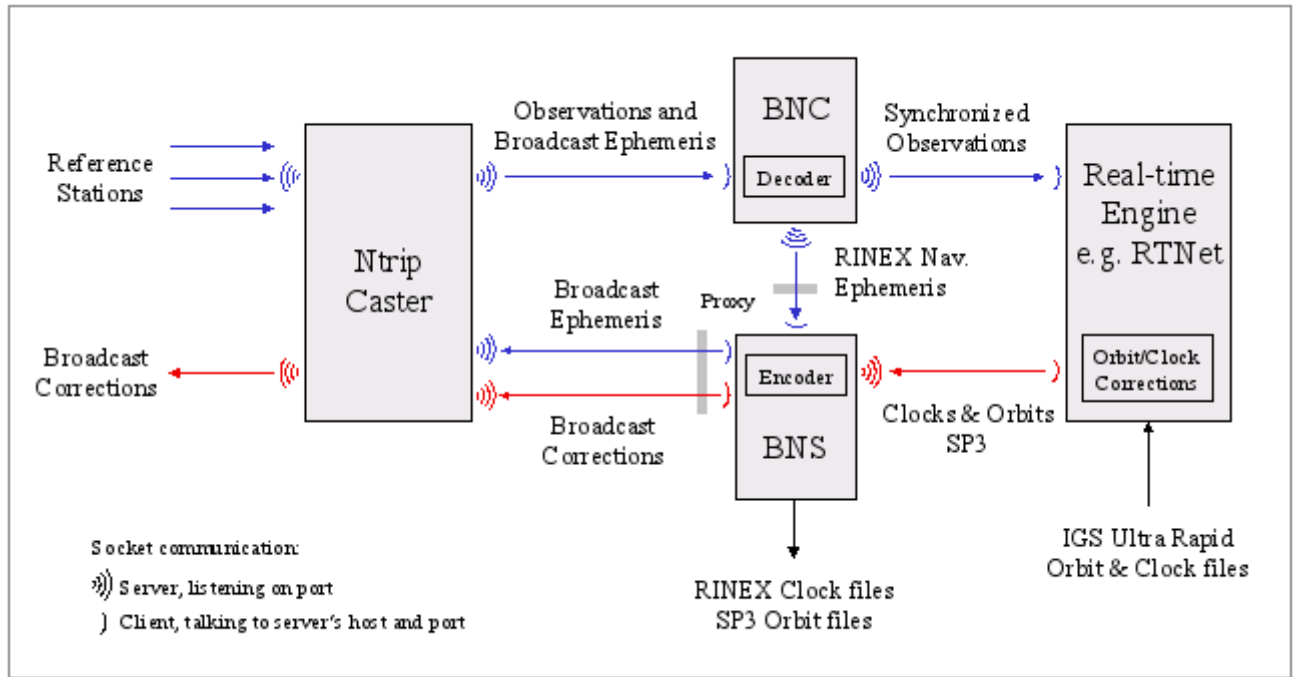 Reference
Stations
Ntrip
Caster
Observations and
Broadcast Ephemeris
BNC
Decoder
Synchronized
Observations
Real-time
Engine
e.g. RTNet
RINEX Nav.
Ephemeris
Proxy
Broadcast
Ephemeris
Broadcast
Corrections
Encoder
BNS
Broadcast
Corrections
Orbit/Clock
Corrections
Clocks & Orbits
SP3
IGS Ultra Rapid
Orbit & Clock files
RINEX Clock files
SP3 Orbit files
Socket communication:
Server, listening on port
Client, talking to server's host and port